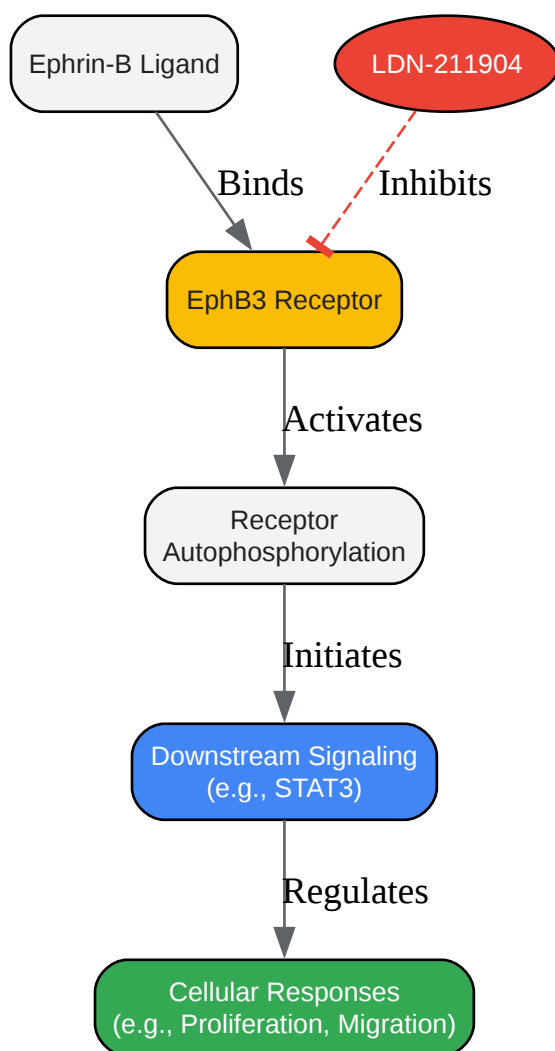 Ephrin-B Ligand
LDN-211904
Binds
Inhibits
EphB3 Receptor
Activates
Receptor
Autophosphorylation
Initiates
Downstream Signaling
(e.g., STAT3)
Regulates
Cellular Responses
(e.g., Proliferation, Migration)